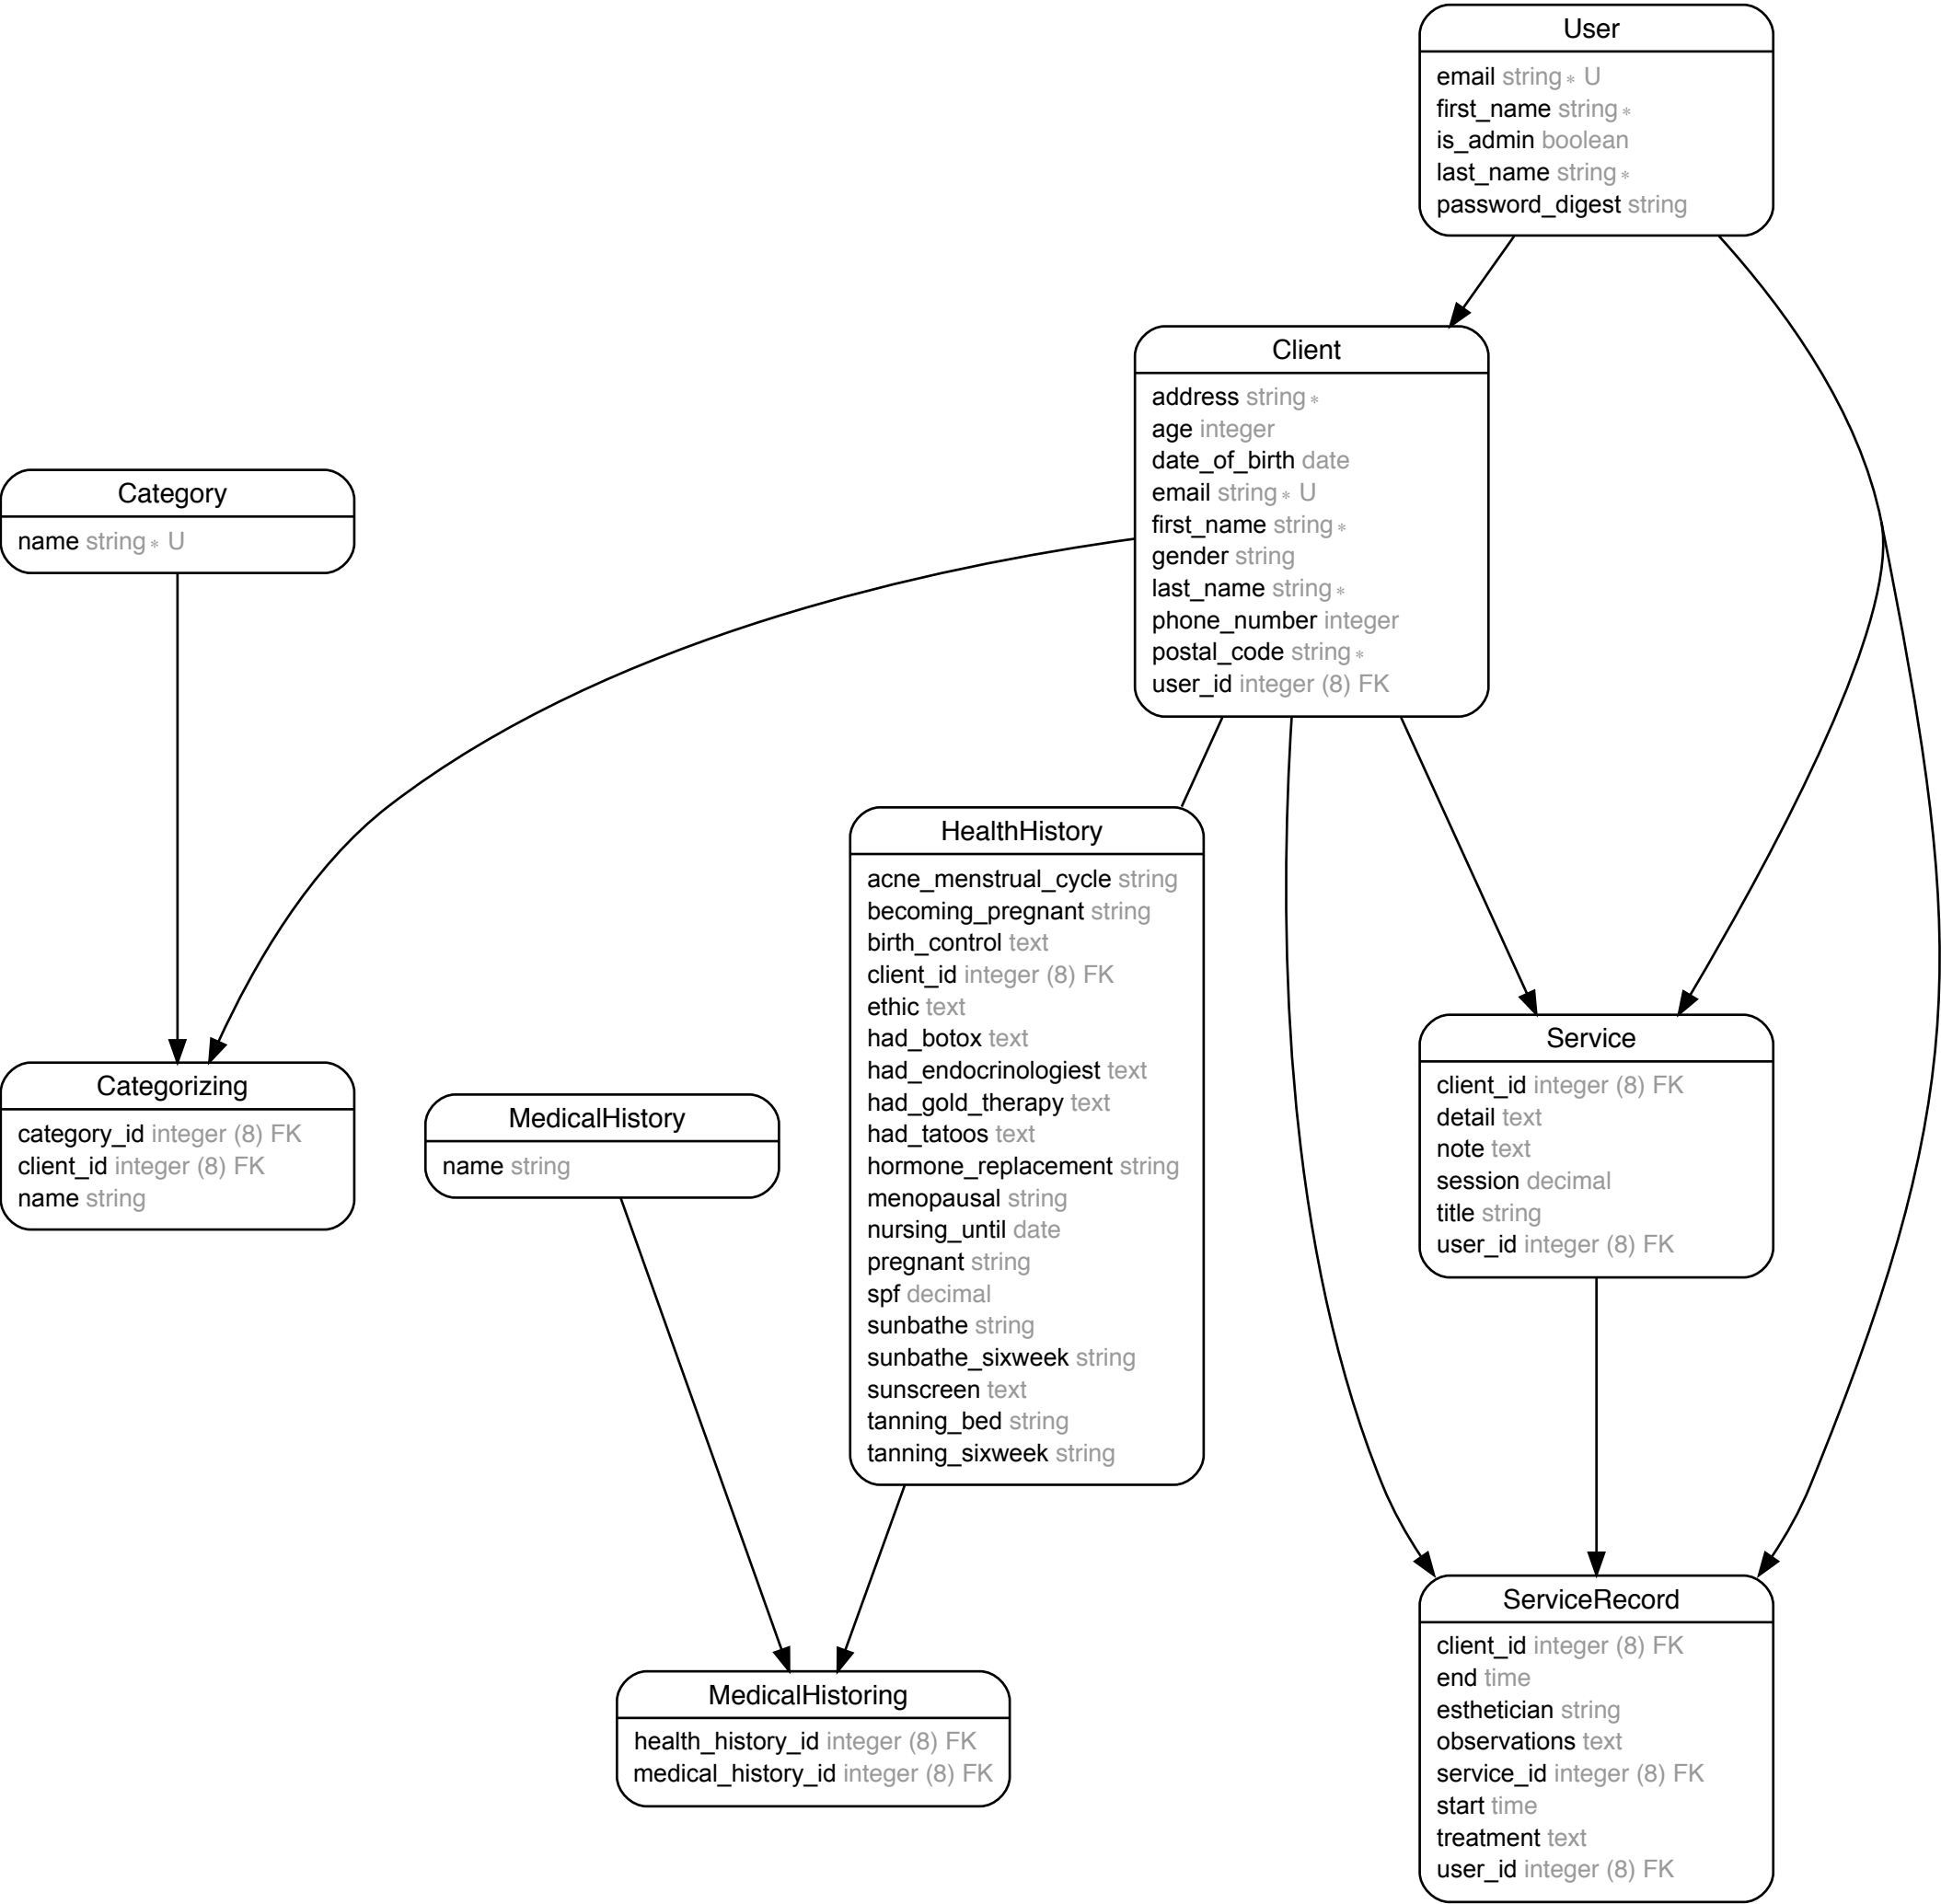 User
email string* U
first_name string*
is_admin boolean
last_name string*
password_digest string
Client
address string*
age integer
date_of_birth date
email string* U
first_name string*
gender string
last_name string*
phone_number integer
postal_code string*
user_id integer (8) FK
Category
name string* U
HealthHistory
acne_menstrual_cycle string
becoming_pregnant string
birth_control text
client_id integer (8) FK
ethic text
had_botox text
had_endocrinologiest text
had_gold_therapy text
had_tatoos text
hormone_replacement string
menopausal string
nursing_until date
pregnant string
spf decimal
sunbathe string
sunbathe_sixweek string
sunscreen text
tanning_bed string
tanning_sixweek string
Service
client_id integer (8) FK
detail text
note text
session decimal
title string
user_id integer (8) FK
Categorizing
category_id integer (8) FK
client_id integer (8) FK
name string
MedicalHistory
name string
ServiceRecord
client_id integer (8) FK
end time
esthetician string
observations text
service_id integer (8) FK
start time
treatment text
user_id integer (8) FK
MedicalHistoring
health_history_id integer (8) FK
medical_history_id integer (8) FK